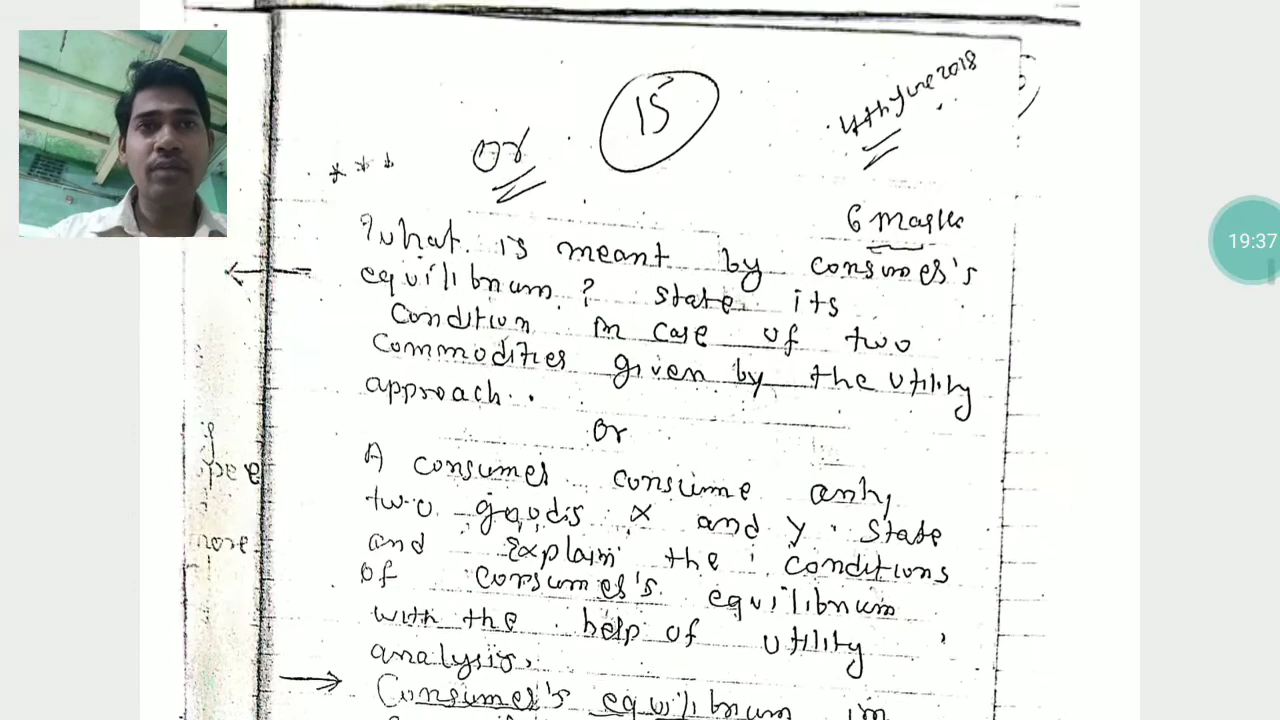 15
4th June 2018
Or
6 Marks
What is meant by consumer's
equilibrium? State its
Condition in case of two
Commodities given by the utility
approach.
Or
A consumer consume only
two goods x and y. State
and Explain the conditions
of consumer's equilibrium
with the help of utility
analysis.
Consumer's equilibrium in
19:37